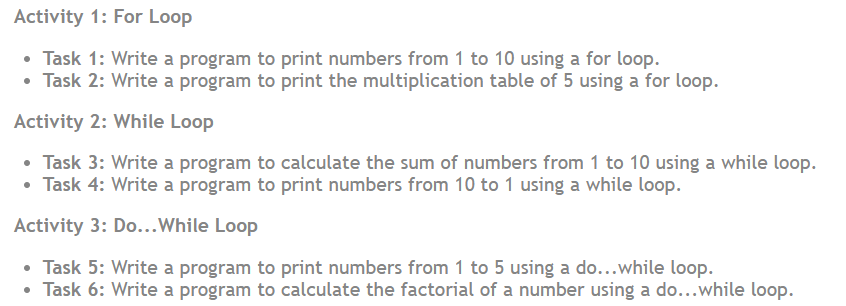 Activity 1: For Loop
• Task 1: Write a program to print numbers from 1 to 10 using a for loop.
• Task 2: Write a program to print the multiplication table of 5 using a for loop.
Activity 2: While Loop
• Task 3: Write a program to calculate the sum of numbers from 1 to 10 using a while loop.
• Task 4: Write a program to print numbers from 10 to 1 using a while loop.
Activity 3: Do...While Loop
• Task 5: Write a program to print numbers from 1 to 5 using a do...while loop.
• Task 6: Write a program to calculate the factorial of a number using a do...while loop.